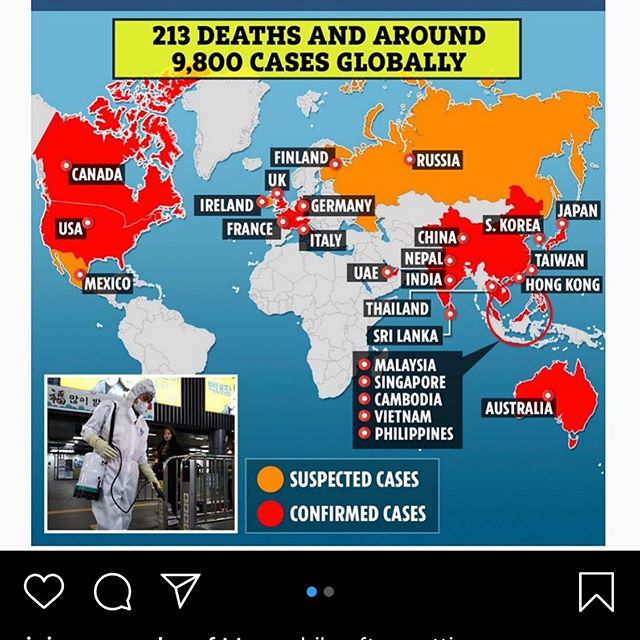 213 DEATHS AND AROUND
9,800 CASES GLOBALLY
CANADA
USA
MEXICO
FINLAND
RUSSIA
UK
IRELAND
GERMANY
FRANCE
ITALY
UAE
CHINA
NEPAL
INDIA
S. KOREA
JAPAN
TAIWAN
HONG KONG
THAILAND
SRI LANKA
MALAYSIA
SINGAPORE
CAMBODIA
VIETNAM
PHILIPPINES
AUSTRALIA
SUSPECTED CASES
CONFIRMED CASES